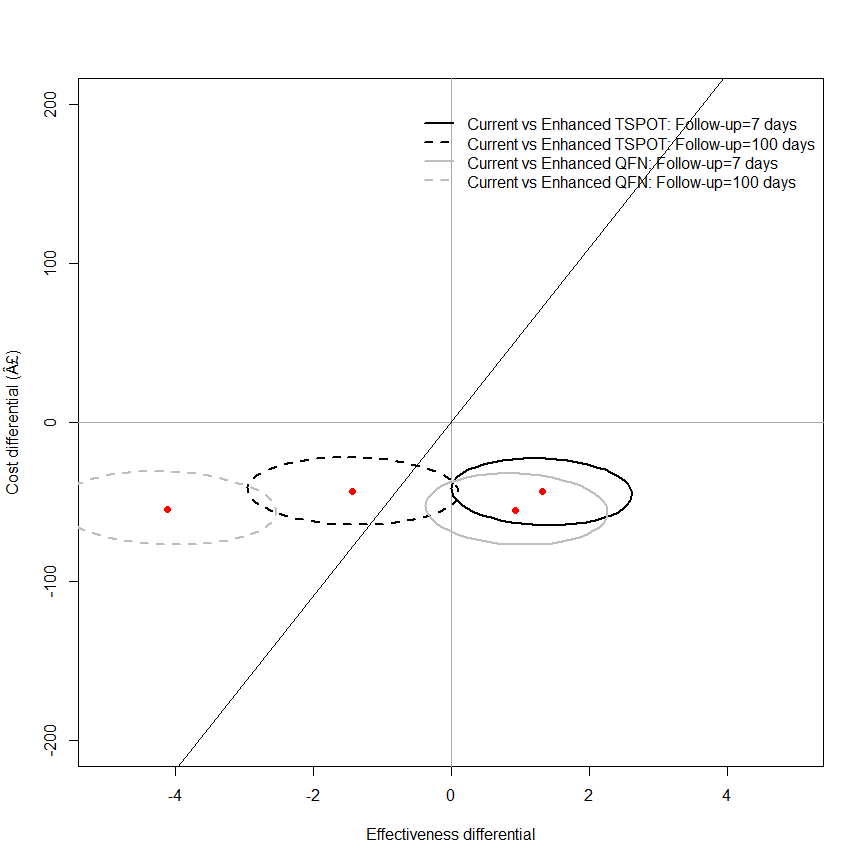 Current vs Enhanced TSPOT: Follow-up=7 days
Current vs Enhanced TSPOT: Follow-up=100 days
Current vs Enhanced QFN: Follow-up=7 days
Current vs Enhanced QFN: Follow-up=100 days
Cost differential (Â£)
200
100
0
-100
-200
-4
-2
0
2
4
Effectiveness differential